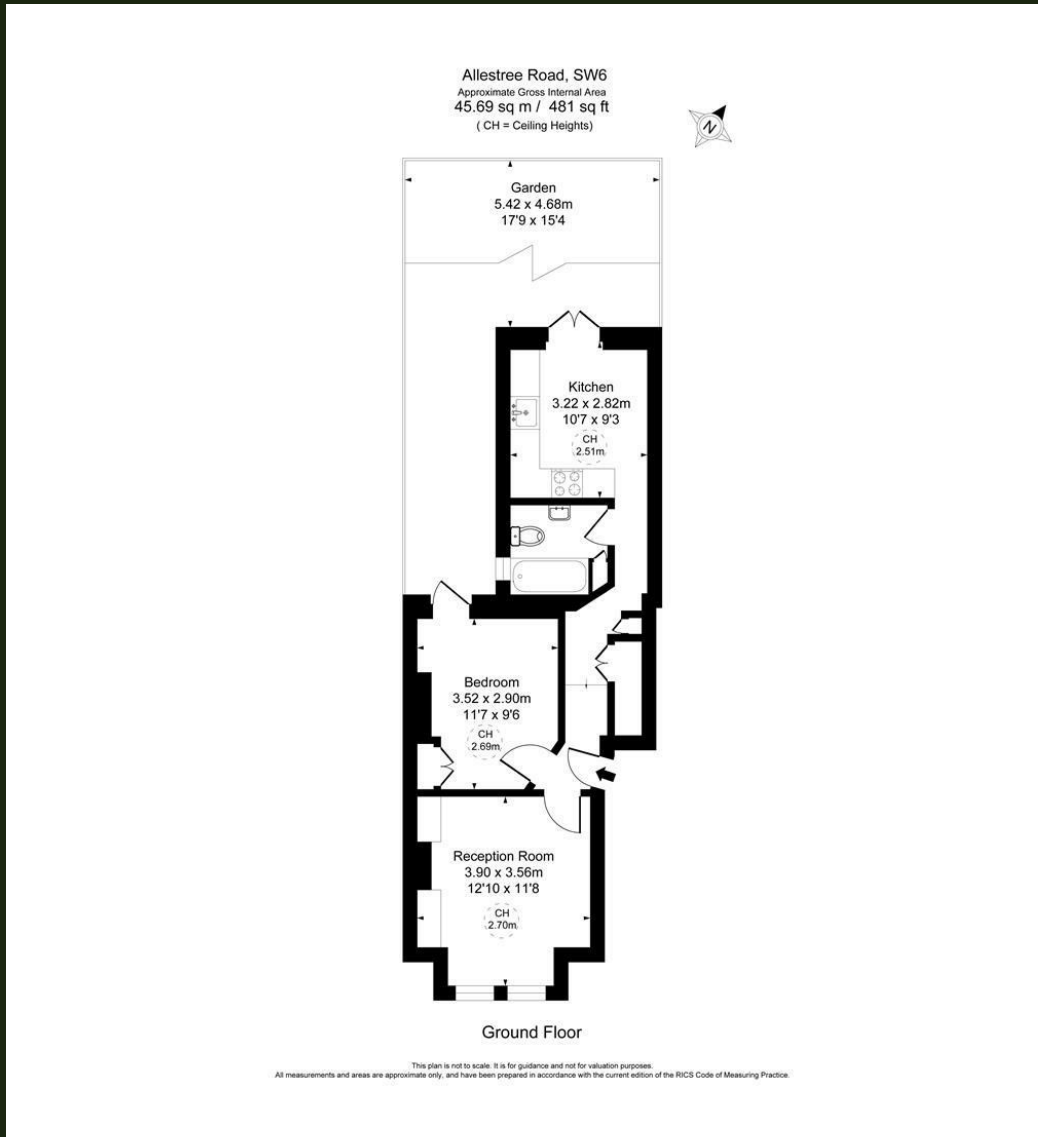 Allestree Road, SW6
Approximate Gross Internal Area
45.69 sq m / 481 sq ft
( CH = Ceiling Heights)
N
Garden
5.42 x 4.68m
17'9 x 15'4
Kitchen
3.22 x 2.82m
10'7 x 9'3
CH
2.51m
Bedroom
3.52 x 2.90m
11'7 x 9'6
CH
2.69m
Reception Room
3.90 x 3.56m
12'10 x 11'8
CH
2.70m
Ground Floor
This plan is not to scale. It is for guidance and not for valuation purposes.
All measurements and areas are approximate only, and have been prepared in accordance with the current edition of the RICS Code of Measuring Practice.